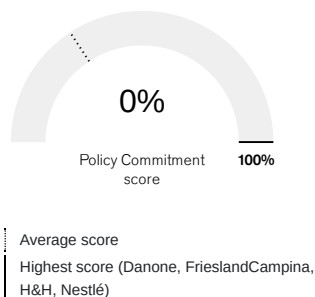 0%
Policy Commitment
score
100%
Average score
Highest score (Danone, FrieslandCampina,
H&H, Nestlé)